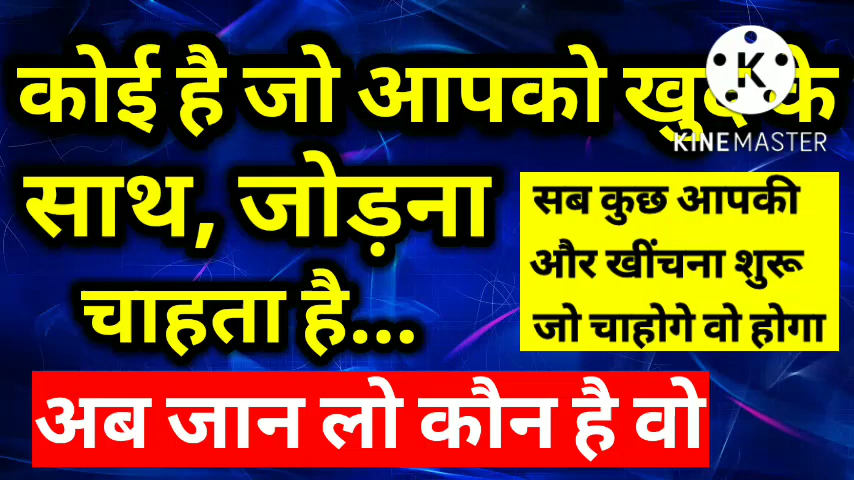 कोई है जो आपको खुद के
साथ, जोड़ना
चाहता है...
सब कुछ आपकी
और खींचना शुरू
जो चाहोगे वो होगा
अब जान लो कौन है वो
K
KINEMASTER